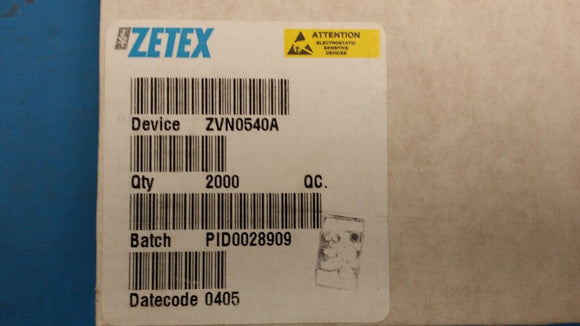 ZETEX
ATTENTION
ELECTROSTATIC
SENSITIVE
DEVICES
Device ZVN0540A
Qty 2000 QC.
Batch PID0028909
Datecode 0405